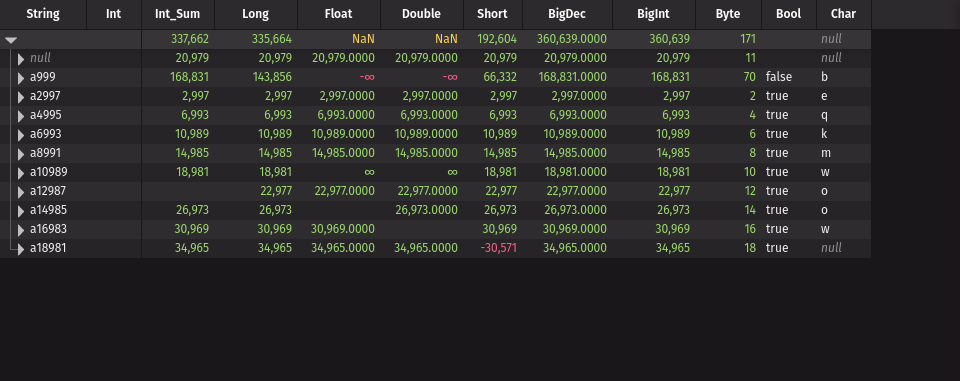 String Int Int_Sum Long Float Double Short BigDec BigInt Byte Bool Char
337,662 335,664 NaN NaN 192,604 360,639.0000 360,639 171 null
null 20,979 20,979 20,979.0000 20,979.0000 20,979 20,979.0000 20,979 11 null
a999 168,831 143,856 -∞ -∞ 66,332 168,831.0000 168,831 70 false b
a2997 2,997 2,997 2,997.0000 2,997.0000 2,997 2,997.0000 2,997 2 true e
a4995 6,993 6,993 6,993.0000 6,993.0000 6,993 6,993.0000 6,993 4 true q
a6993 10,989 10,989 10,989.0000 10,989.0000 10,989 10,989.0000 10,989 6 true k
a8991 14,985 14,985 14,985.0000 14,985.0000 14,985 14,985.0000 14,985 8 true m
a10989 18,981 18,981 ∞ ∞ 18,981 18,981.0000 18,981 10 true w
a12987 22,977 22,977.0000 22,977.0000 22,977 22,977.0000 22,977 12 true o
a14985 26,973 26,973 26,973.0000 26,973 26,973.0000 26,973 14 true o
a16983 30,969 30,969 30,969.0000 30,969 30,969.0000 30,969 16 true w
a18981 34,965 34,965 34,965.0000 34,965.0000 -30,571 34,965.0000 34,965 18 true null